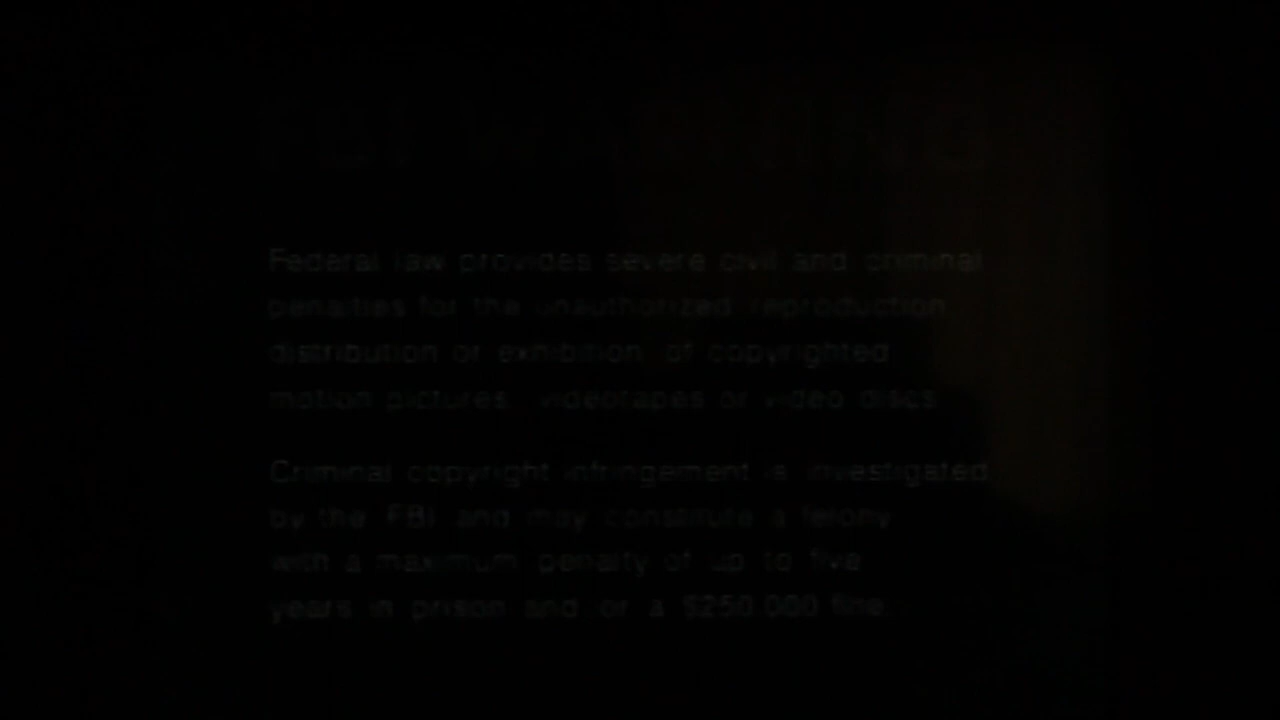 FBI WARNING
Federal law provides severe civil and criminal
penalties for the unauthorized reproduction,
distribution or exhibition of copyrighted
motion pictures, videotapes or video discs.
Criminal copyright infringement is investigated
by the FBI and may constitute a felony
with a maximum penalty of up to five
years in prison and/or a $250,000 fine.